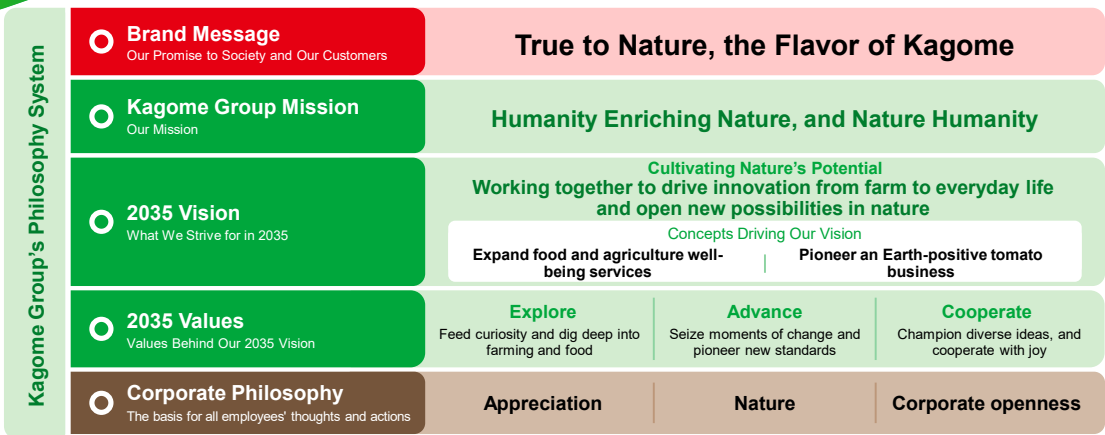 Kagome Group's Philosophy System
Brand Message
Our Promise to Society and Our Customers
True to Nature, the Flavor of Kagome
Kagome Group Mission
Our Mission
Humanity Enriching Nature, and Nature Humanity
2035 Vision
What We Strive for in 2035
Cultivating Nature's Potential
Working together to drive innovation from farm to everyday life
and open new possibilities in nature
Concepts Driving Our Vision
Expand food and agriculture well-
being services
Pioneer an Earth-positive tomato
business
2035 Values
Values Behind Our 2035 Vision
Explore
Feed curiosity and dig deep into
farming and food
Advance
Seize moments of change and
pioneer new standards
Cooperate
Champion diverse ideas, and
cooperate with joy
Corporate Philosophy
The basis for all employees' thoughts and actions
Appreciation
Nature
Corporate openness